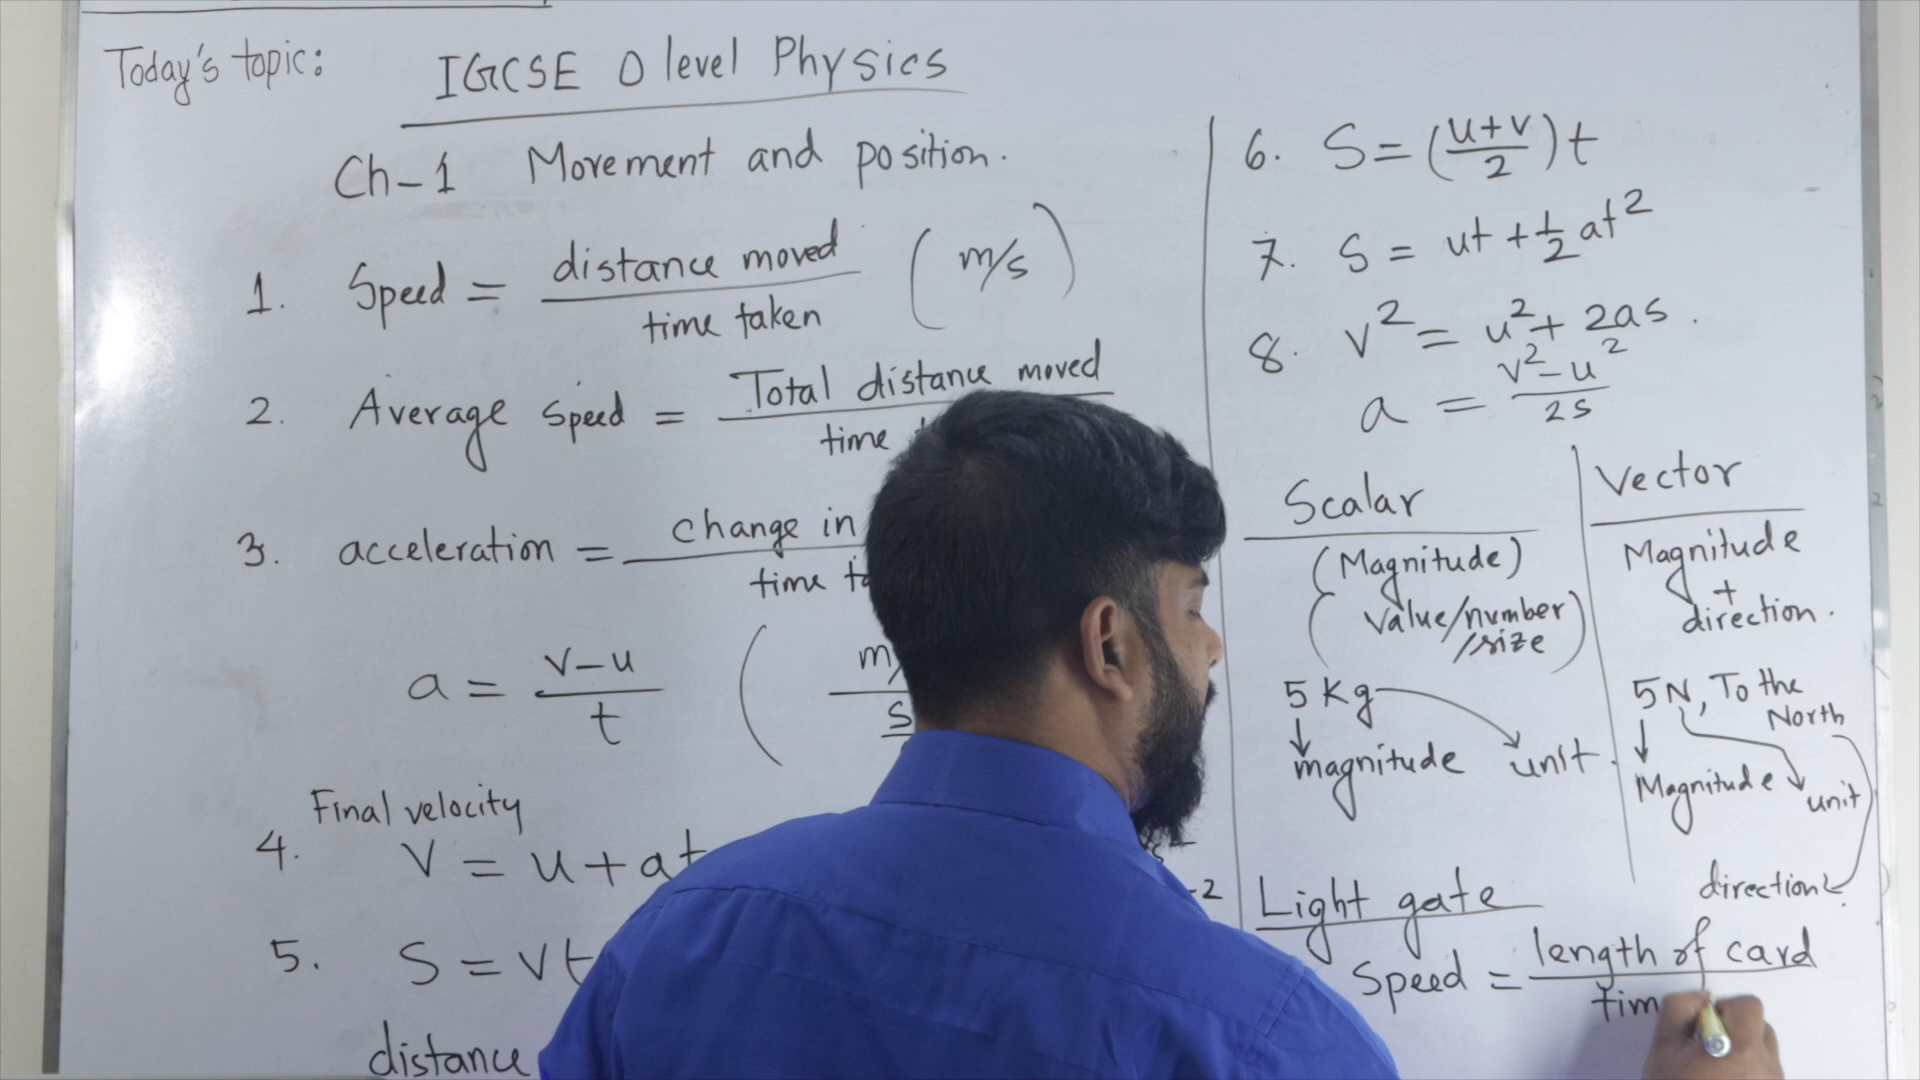 Today's topic:
IGCSE O level Physics
Ch-1 Movement and position.
1. Speed = distance moved / time taken (m/s)
2. Average speed = Total distance moved / time
3. acceleration = change in / time
a = v-u / t
Final velocity
4. V = u + at
5. S = vt
distance
6. S = (u+v / 2) t
7. S = ut + 1/2 at²
8. v² = u² + 2as.
a = v² - u² / 2s
Scalar
(Magnitude)
(value/number
/size)
5 Kg
magnitude unit.
Vector
Magnitude
+
direction.
5N, To the
North
Magnitude unit
direction.
-2
Light gate
Speed = length of card / tim